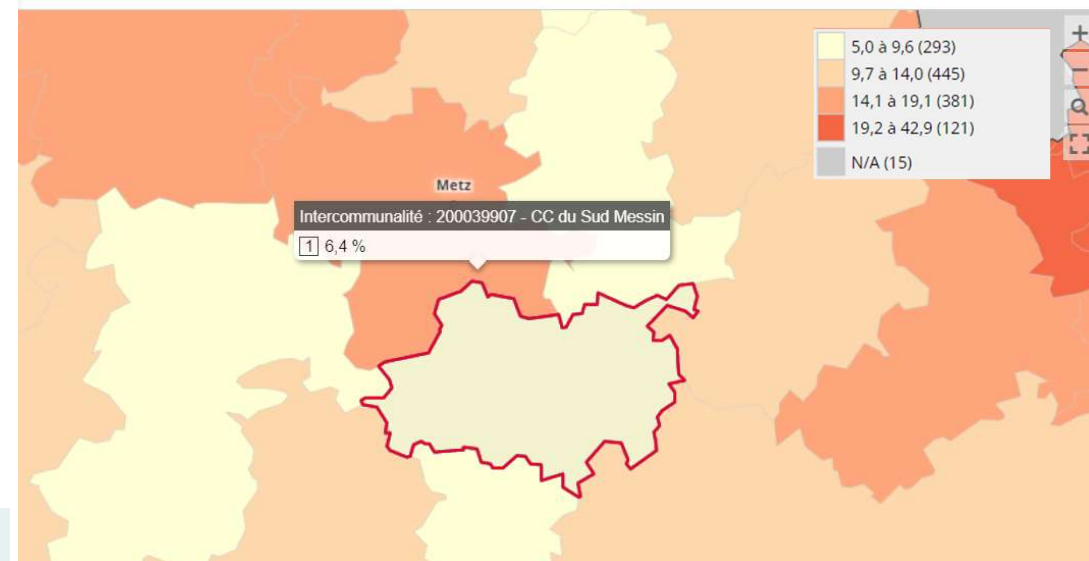 5,0 à 9,6 (293)
9,7 à 14,0 (445)
14,1 à 19,1 (381)
19,2 à 42,9 (121)
N/A (15)
Metz
Intercommunalité : 200039907 - CC du Sud Messin
1 6,4 %